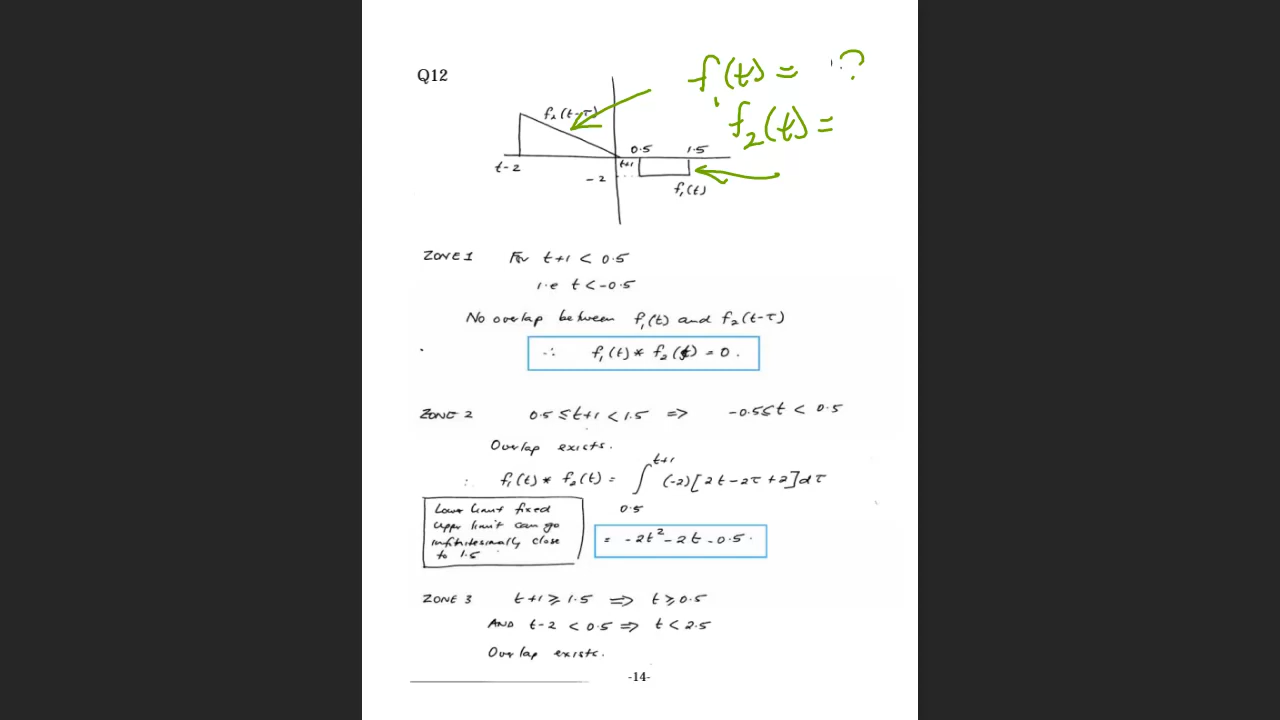 Q12
f₁(t) = ?
f₂(t) =
f₂(t-τ)
0.5 1.5
t-2 t+1
-2
f₁(t)
ZONE 1 For t+1 < 0.5
i.e t < -0.5
No overlap between f₁(t) and f₂(t-τ)
∴ f₁(t) * f₂(t) = 0.
ZONE 2 0.5 ≤ t+1 < 1.5 ⇒ -0.5 ≤ t < 0.5
Overlap exists.
∴ f₁(t) * f₂(t) = ∫ t+1 0.5 (-2)[2t-2τ+2]dτ
Lower limit fixed
Upper limit can go
infinitesimally close
to 1.5
= -2t² - 2t - 0.5.
ZONE 3 t+1 ≥ 1.5 ⇒ t ≥ 0.5
AND t-2 < 0.5 ⇒ t < 2.5
Overlap exists.
-14-